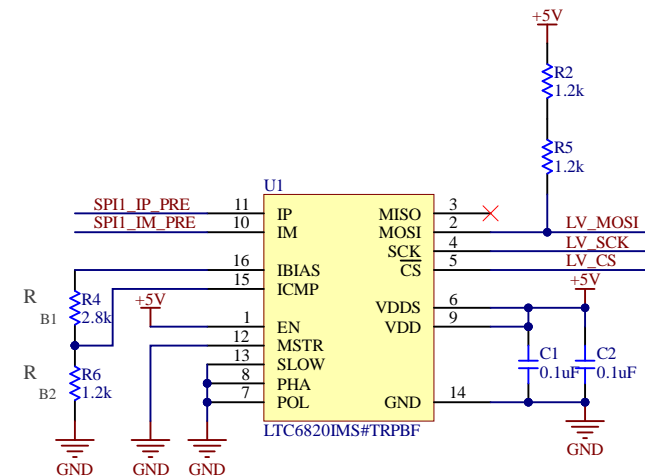 +5V
R2
1.2k
R5
1.2k
U1
SPI1_IP_PRE 11 IP MISO 3
SPI1_IM_PRE 10 IM MOSI 2 LV_MOSI
SCK 4 LV_SCK
16 IBIAS CS 5 LV_CS
15 ICMP
+5V
R B1 R4 2.8k
+5V
VDDS 6
1 EN VDD 9
12 MSTR
13 SLOW
C1 0.1uF
C2 0.1uF
R B2 R6 1.2k
8 PHA
7 POL GND 14
LTC6820IMS#TRPBF
GND
GND GND GND